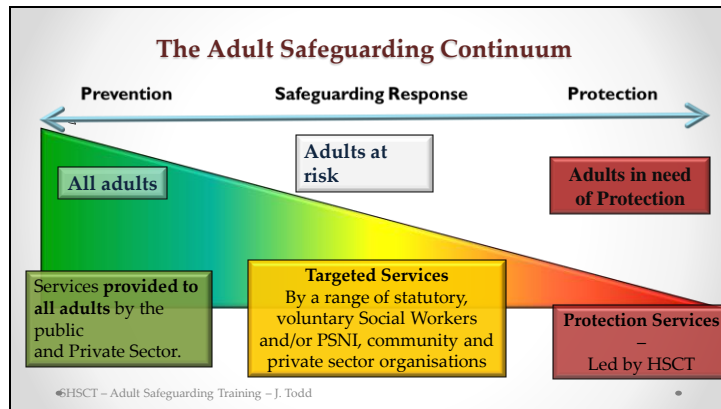 The Adult Safeguarding Continuum
Prevention Safeguarding Response Protection
All adults
Adults at
risk
Adults in need
of Protection
Services provided to
all adults by the
public
and Private Sector.
Targeted Services
By a range of statutory,
voluntary Social Workers
and/or PSNI, community and
private sector organisations
Protection Services
–
Led by HSCT
SHSCT – Adult Safeguarding Training – J. Todd